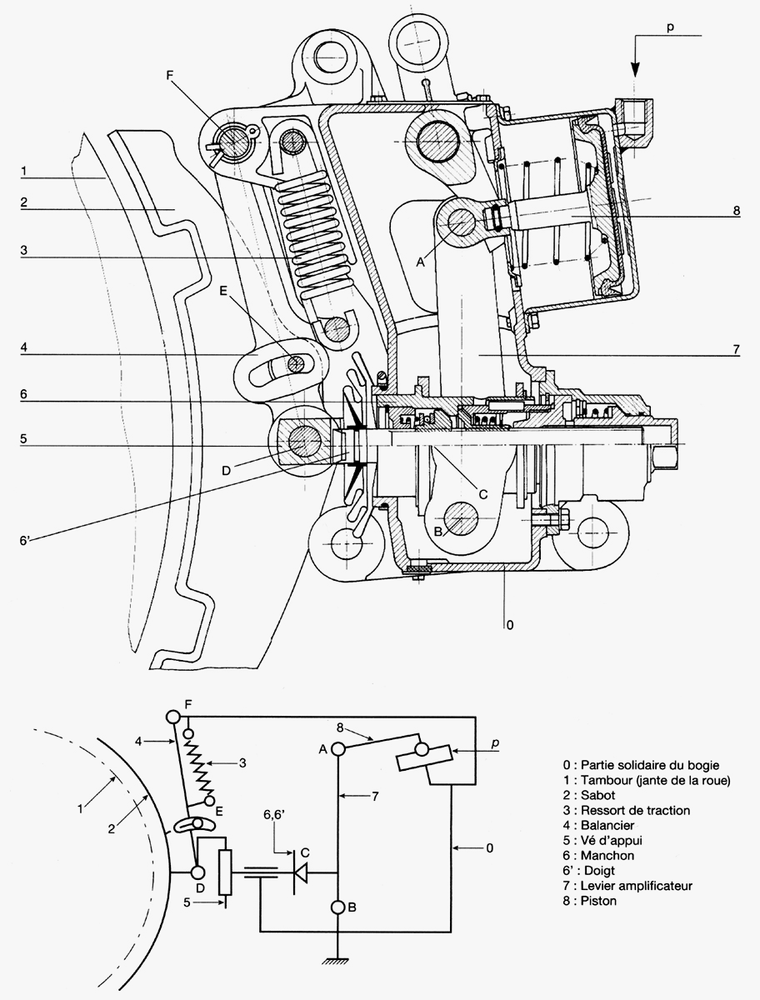 p
F
1
2
8
3
A
E
4
7
6
5
D
C
B
6'
0
F
8
A
p
4
3
0 : Partie solidaire du bogie
1 : Tambour (jante de la roue)
2 : Sabot
3 : Ressort de traction
4 : Balancier
5 : Vé d'appui
6 : Manchon
6' : Doigt
7 : Levier amplificateur
8 : Piston
7
1
E
2
6,6'
C
0
D
5
B